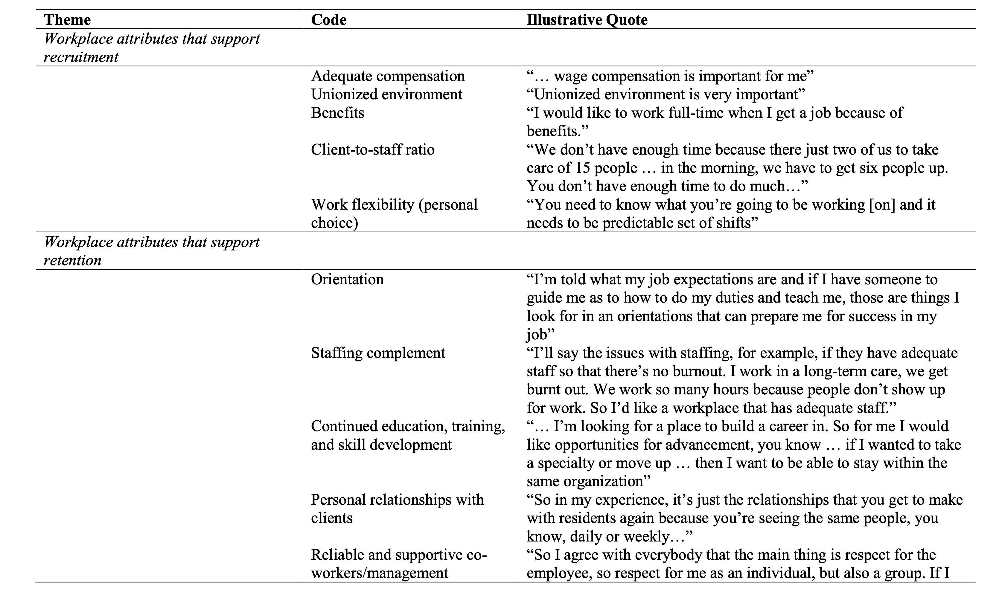 Theme Code Illustrative Quote
Workplace attributes that support
recruitment
Adequate compensation “… wage compensation is important for me”
Unionized environment “Unionized environment is very important”
Benefits “I would like to work full-time when I get a job because of
benefits.”
Client-to-staff ratio “We don’t have enough time because there just two of us to take
care of 15 people … in the morning, we have to get six people up.
You don’t have enough time to do much…”
Work flexibility (personal “You need to know what you’re going to be working [on] and it
choice) needs to be predictable set of shifts”
Workplace attributes that support
retention
Orientation “I’m told what my job expectations are and if I have someone to
guide me as to how to do my duties and teach me, those are things I
look for in an orientations that can prepare me for success in my
job”
Staffing complement “I’ll say the issues with staffing, for example, if they have adequate
staff so that there’s no burnout. I work in a long-term care, we get
burnt out. We work so many hours because people don’t show up
for work. So I’d like a workplace that has adequate staff.”
Continued education, training, “… I’m looking for a place to build a career in. So for me I would
and skill development like opportunities for advancement, you know … if I wanted to take
a specialty or move up … then I want to be able to stay within the
same organization”
Personal relationships with “So in my experience, it’s just the relationships that you get to make
clients with residents again because you’re seeing the same people, you
know, daily or weekly…”
Reliable and supportive co- “So I agree with everybody that the main thing is respect for the
workers/management employee, so respect for me as an individual, but also a group. If I